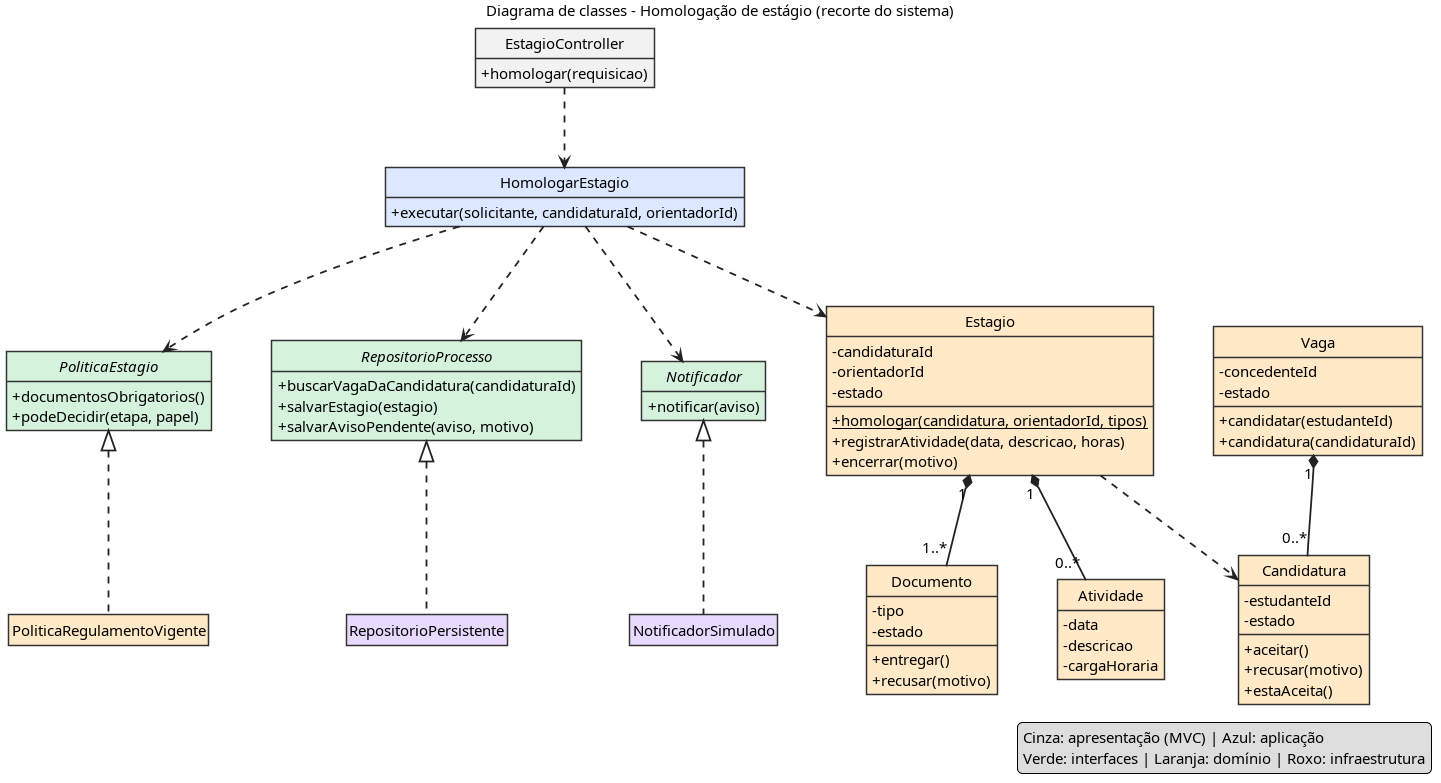 Diagrama de classes - Homologação de estágio (recorte do sistema)
EstagioController
+homologar(requisicao)
HomologarEstagio
+executar(solicitante, candidaturaId, orientadorId)
PoliticaEstagio
+documentosObrigatorios()
+podeDecidir(etapa, papel)
RepositorioProcesso
+buscarVagaDaCandidatura(candidaturaId)
+salvarEstagio(estagio)
+salvarAvisoPendente(aviso, motivo)
Notificador
+notificar(aviso)
Estagio
-candidaturaId
-orientadorId
-estado
+homologar(candidatura, orientadorId, tipos)
+registrarAtividade(data, descricao, horas)
+encerrar(motivo)
Vaga
-concedenteId
-estado
+candidatar(estudanteId)
+candidatura(candidaturaId)
1
1
1
1..*
0..*
0..*
PoliticaRegulamentoVigente
RepositorioPersistente
NotificadorSimulado
Documento
-tipo
-estado
+entregar()
+recusar(motivo)
Atividade
-data
-descricao
-cargaHoraria
Candidatura
-estudanteId
-estado
+aceitar()
+recusar(motivo)
+estaAceita()
Cinza: apresentação (MVC) | Azul: aplicação
Verde: interfaces | Laranja: domínio | Roxo: infraestrutura